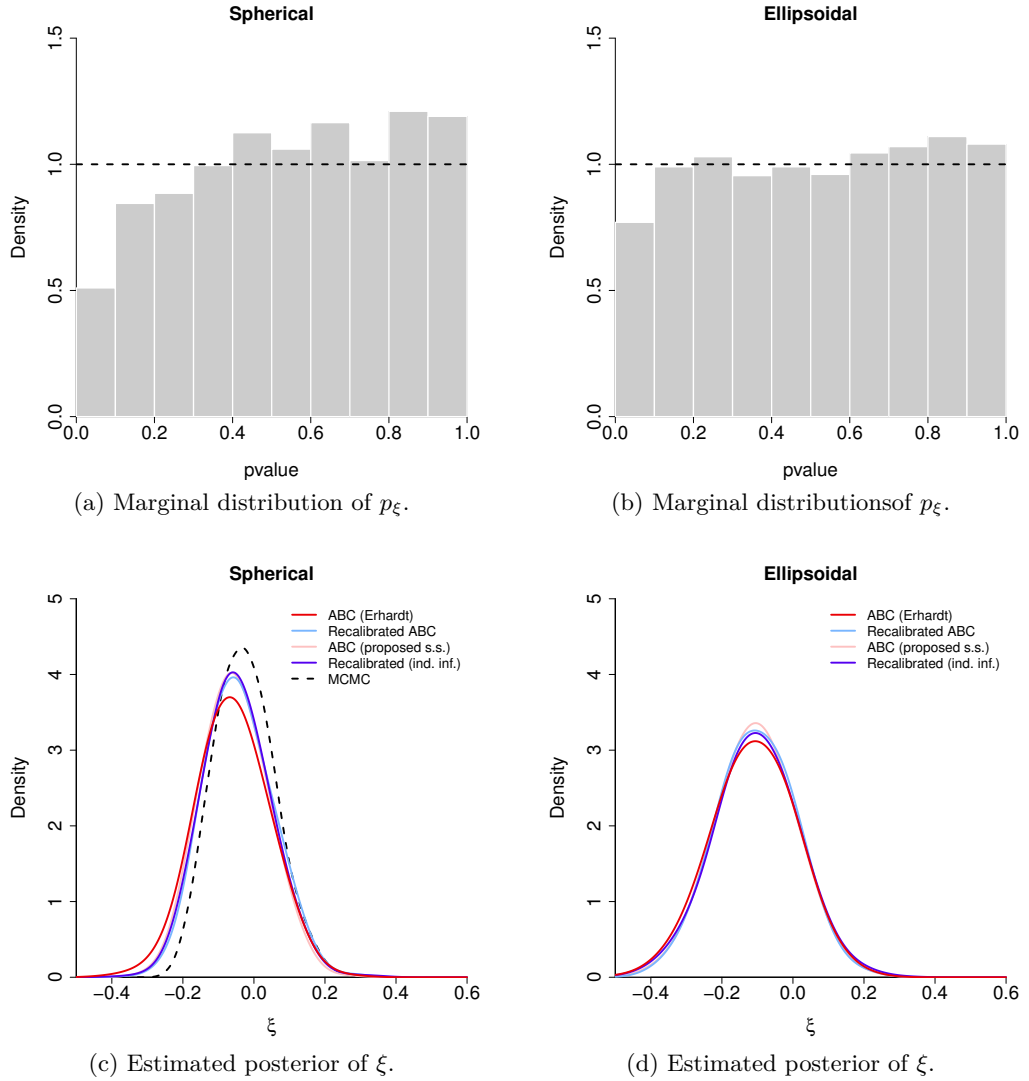 Spherical
Density
0.0
0.5
1.0
1.5
0.0 0.2 0.4 0.6 0.8 1.0
pvalue
(a) Marginal distribution of pξ.
Ellipsoidal
Density
0.0
0.5
1.0
1.5
0.0 0.2 0.4 0.6 0.8 1.0
pvalue
(b) Marginal distributionsof pξ.
Spherical
ABC (Erhardt)
Recalibrated ABC
ABC (proposed s.s.)
Recalibrated (ind. inf.)
MCMC
Density
0
1
2
3
4
5
−0.4 −0.2 0.0 0.2 0.4 0.6
ξ
(c) Estimated posterior of ξ.
Ellipsoidal
ABC (Erhardt)
Recalibrated ABC
ABC (proposed s.s.)
Recalibrated (ind. inf.)
Density
0
1
2
3
4
5
−0.4 −0.2 0.0 0.2 0.4 0.6
ξ
(d) Estimated posterior of ξ.